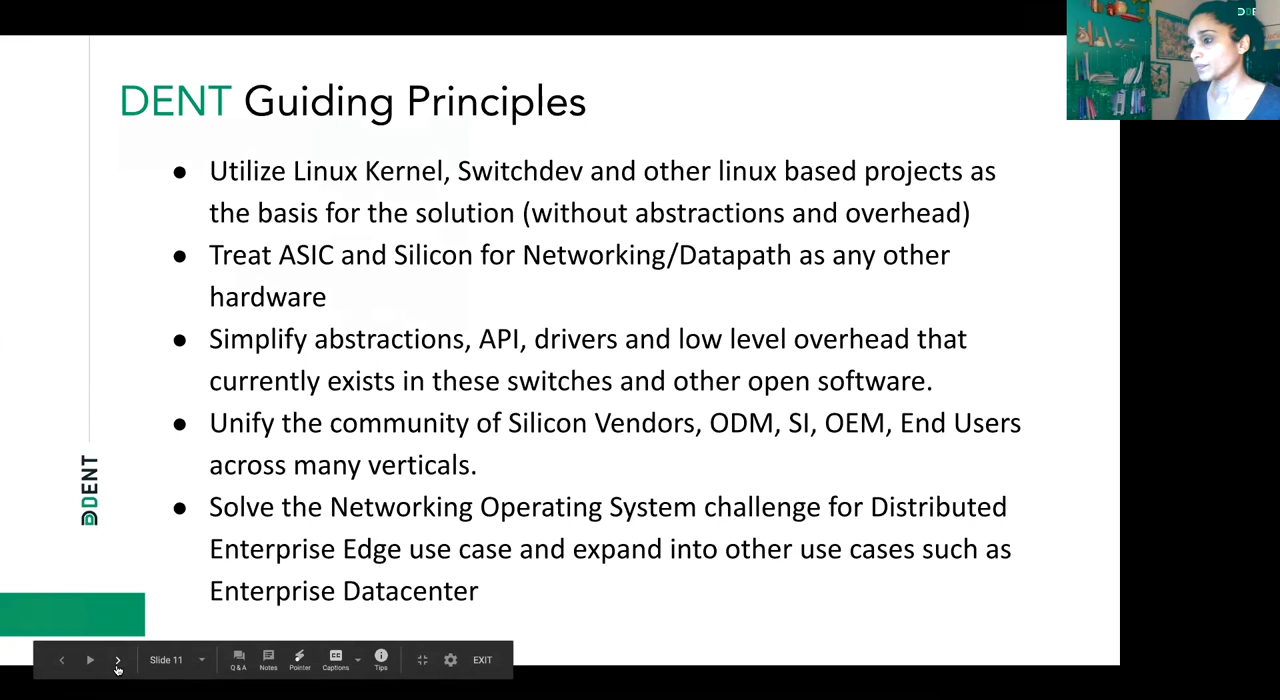 DENT
DENT Guiding Principles
● Utilize Linux Kernel, Switchdev and other linux based projects as
the basis for the solution (without abstractions and overhead)
● Treat ASIC and Silicon for Networking/Datapath as any other
hardware
● Simplify abstractions, API, drivers and low level overhead that
currently exists in these switches and other open software.
● Unify the community of Silicon Vendors, ODM, SI, OEM, End Users
across many verticals.
● Solve the Networking Operating System challenge for Distributed
Enterprise Edge use case and expand into other use cases such as
Enterprise Datacenter
Slide 11 Q&A Notes Pointer Captions Tips EXIT